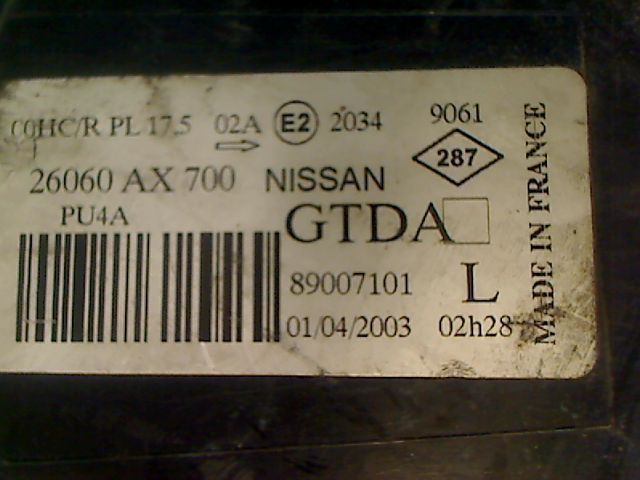 00HC/R PL 17.5 02A E2 2034 9061
287
26060 AX 700 NISSAN
PU4A
GTDA
89007101 L
01/04/2003 02h28
MADE IN FRANCE